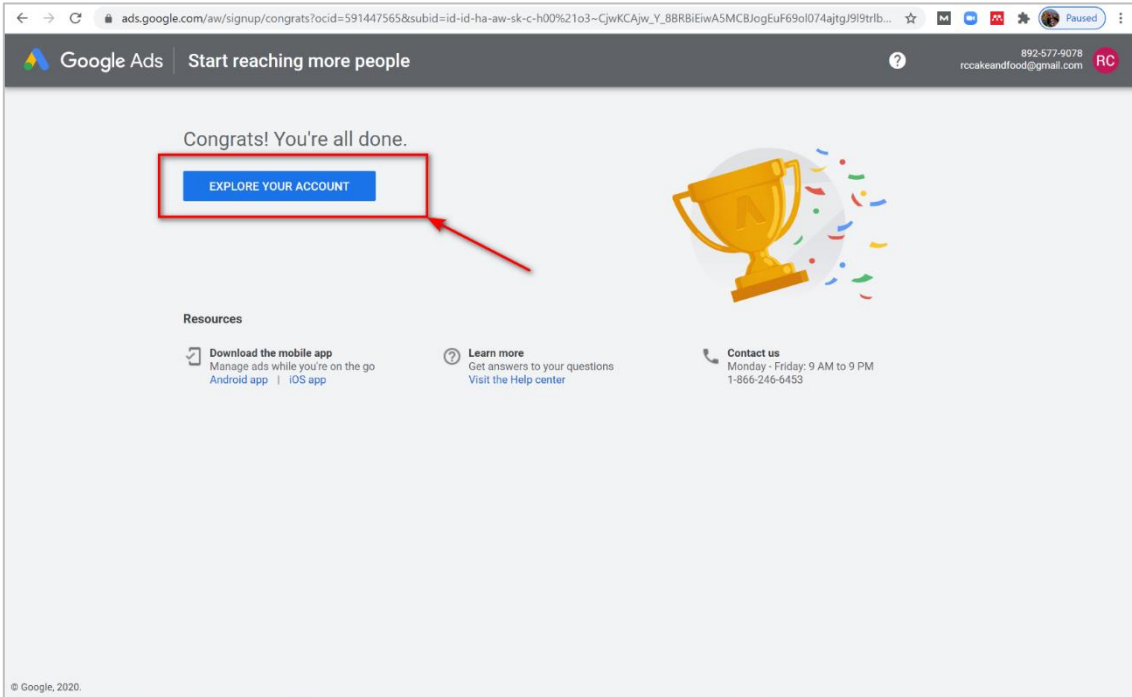 ads.google.com/aw/signup/congrats?ocid=591447565&subid=id-id-ha-aw-sk-c-h00%21o3~CjwKCAjw_Y_8BRBiEiwA5MCBJogEuF69ol074ajtgJ9I9trlb...
Paused
Google Ads Start reaching more people
892-577-9078
rccakeandfood@gmail.com
RC
Congrats! You're all done.
EXPLORE YOUR ACCOUNT
Resources
Download the mobile app
Manage ads while you're on the go
Android app | iOS app
Learn more
Get answers to your questions
Visit the Help center
Contact us
Monday - Friday: 9 AM to 9 PM
1-866-246-6453
© Google, 2020.